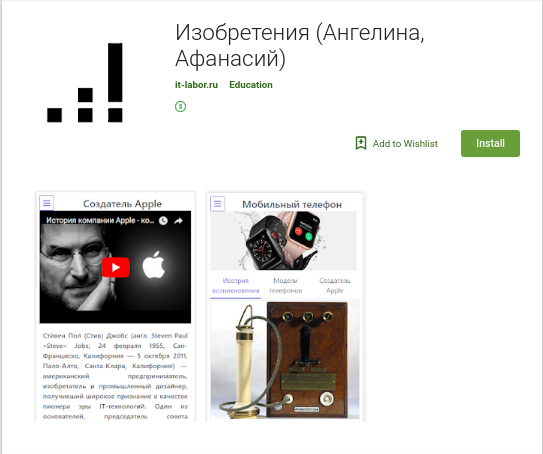 Изобретения (Ангелина,
Афанасий)
it-labor.ru Education
3
Add to Wishlist Install
Создатель Apple
История компании Apple - ко...
Стивен Пол (Стив) Джобс (англ. Steven Paul
«Steve» Jobs; 24 февраля 1955, Сан-
Франциско, Калифорния — 5 октября 2011,
Пало-Алто, Санта-Клара, Калифорния) —
американский предприниматель,
изобретатель и промышленный дизайнер,
получивший широкое признание в качестве
пионера эры IT-технологий. Один из
основателей, председатель совета
Мобильный телефон
История
возникновения
Модели
телефонов
Создатель
Apple